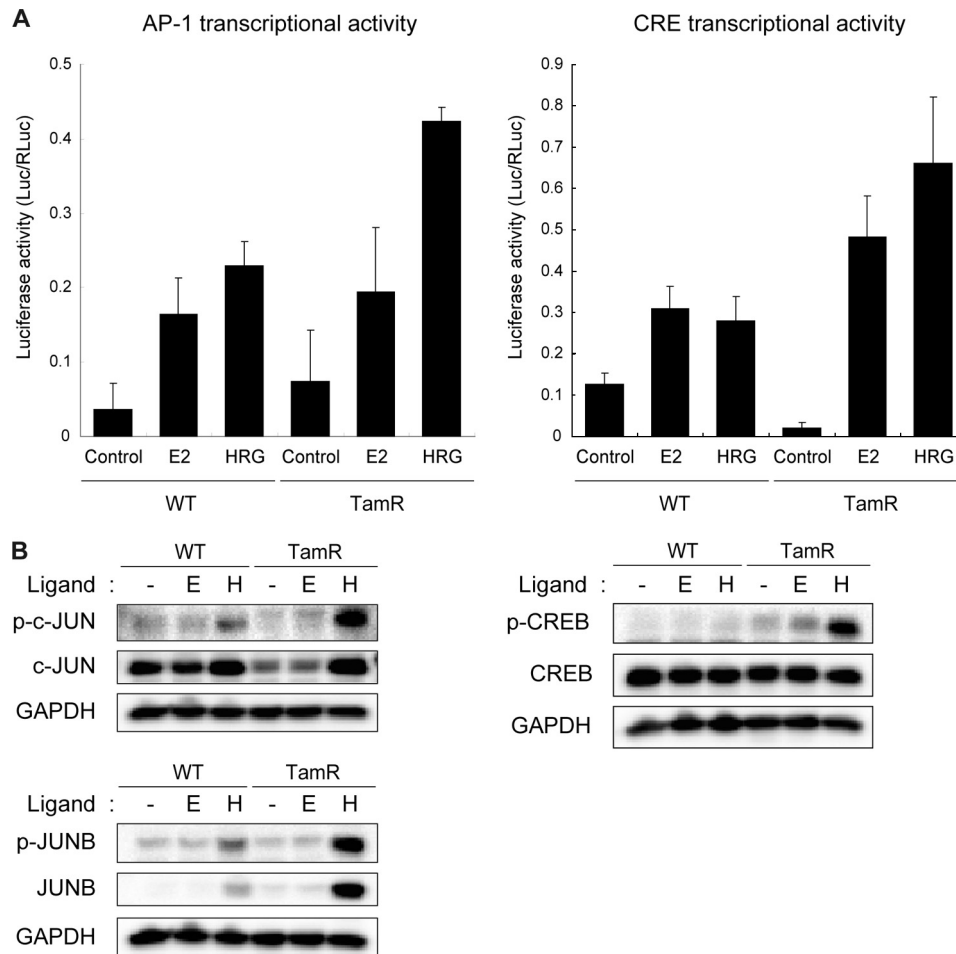 A
AP-1 transcriptional activity
Luciferase activity (Luc/RLuc)
0.5
0.4
0.3
0.2
0.1
0
Control E2 HRG Control E2 HRG
WT TamR
CRE transcriptional activity
Luciferase activity (Luc/RLuc)
0.9
0.8
0.7
0.6
0.5
0.4
0.3
0.2
0.1
0
Control E2 HRG Control E2 HRG
WT TamR
B
WT TamR
Ligand : - E H - E H
p-c-JUN
c-JUN
GAPDH
WT TamR
Ligand : - E H - E H
p-JUNB
JUNB
GAPDH
WT TamR
Ligand : - E H - E H
p-CREB
CREB
GAPDH